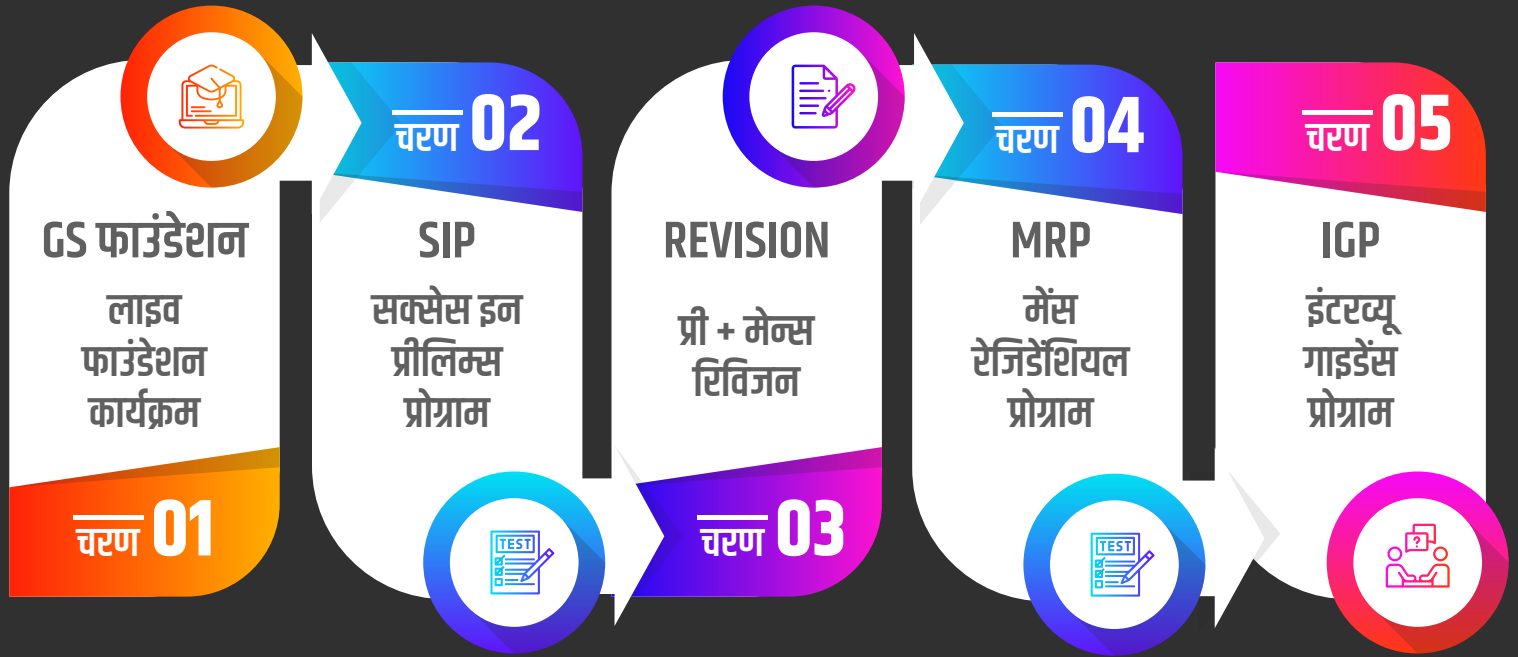 GS फाउंडेशन
लाइव
फाउंडेशन
कार्यक्रम
चरण 01
चरण 02
SIP
सक्सेस इन
प्रीलिम्स
प्रोग्राम
TEST
REVISION
प्री + मेन्स
रिविजन
चरण 03
चरण 04
MRP
मेंस
रेजिडेंशियल
प्रोग्राम
TEST
चरण 05
IGP
इंटरव्यू
गाइडेंस
प्रोग्राम
?